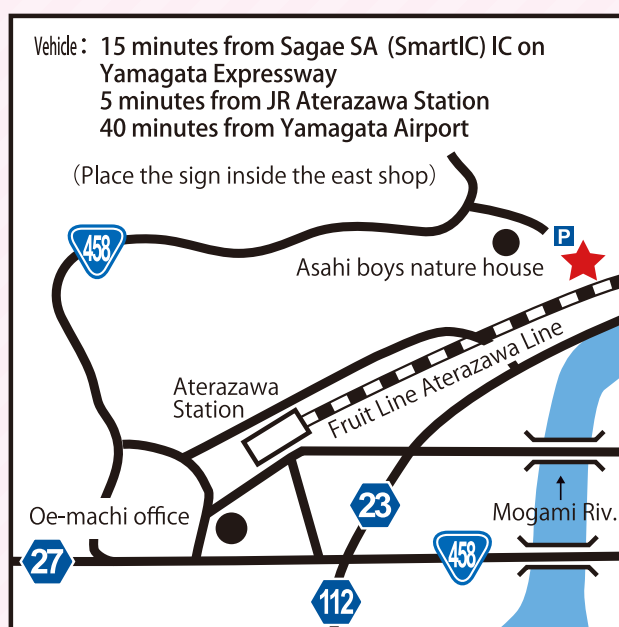 Vehicle： 15 minutes from Sagae SA (SmartIC) IC on
Yamagata Expressway
5 minutes from JR Aterazawa Station
40 minutes from Yamagata Airport
（Place the sign inside the east shop）
458
P
Asahi boys nature house
Fruit Line Aterazawa Line
Aterazawa
Station
23
Mogami Riv.
Oe-machi office
27
458
112